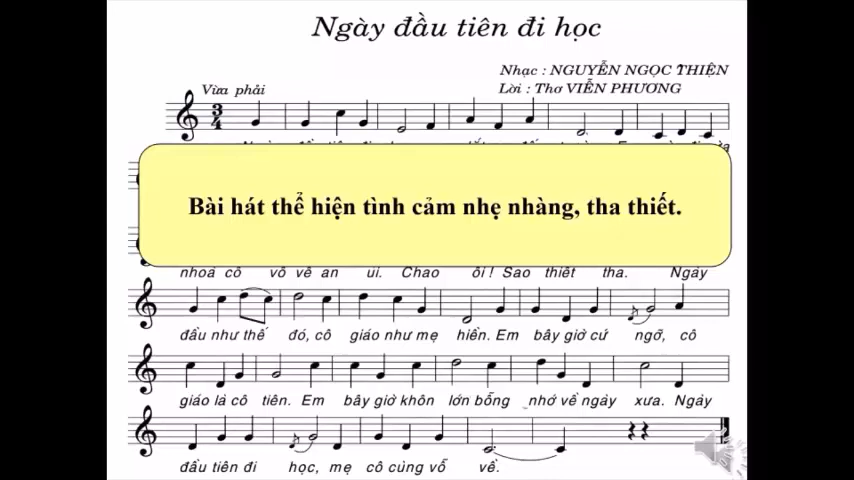 Ngày đầu tiên đi học
Nhạc : NGUYỄN NGỌC THIỆN
Vừa phải
Lời : Thơ VIỄN PHƯƠNG
3
4
Bài hát thể hiện tình cảm nhẹ nhàng, tha thiết.
nhoà cô vỗ về an ủi. Chao ôi ! Sao thiết tha. Ngày
đầu như thế đó, cô giáo như mẹ hiền. Em bây giờ cứ ngỡ, cô
giáo là cô tiên. Em bây giờ khôn lớn bỗng nhớ về ngày xưa. Ngày
đầu tiên đi học, mẹ cô cùng vỗ về.